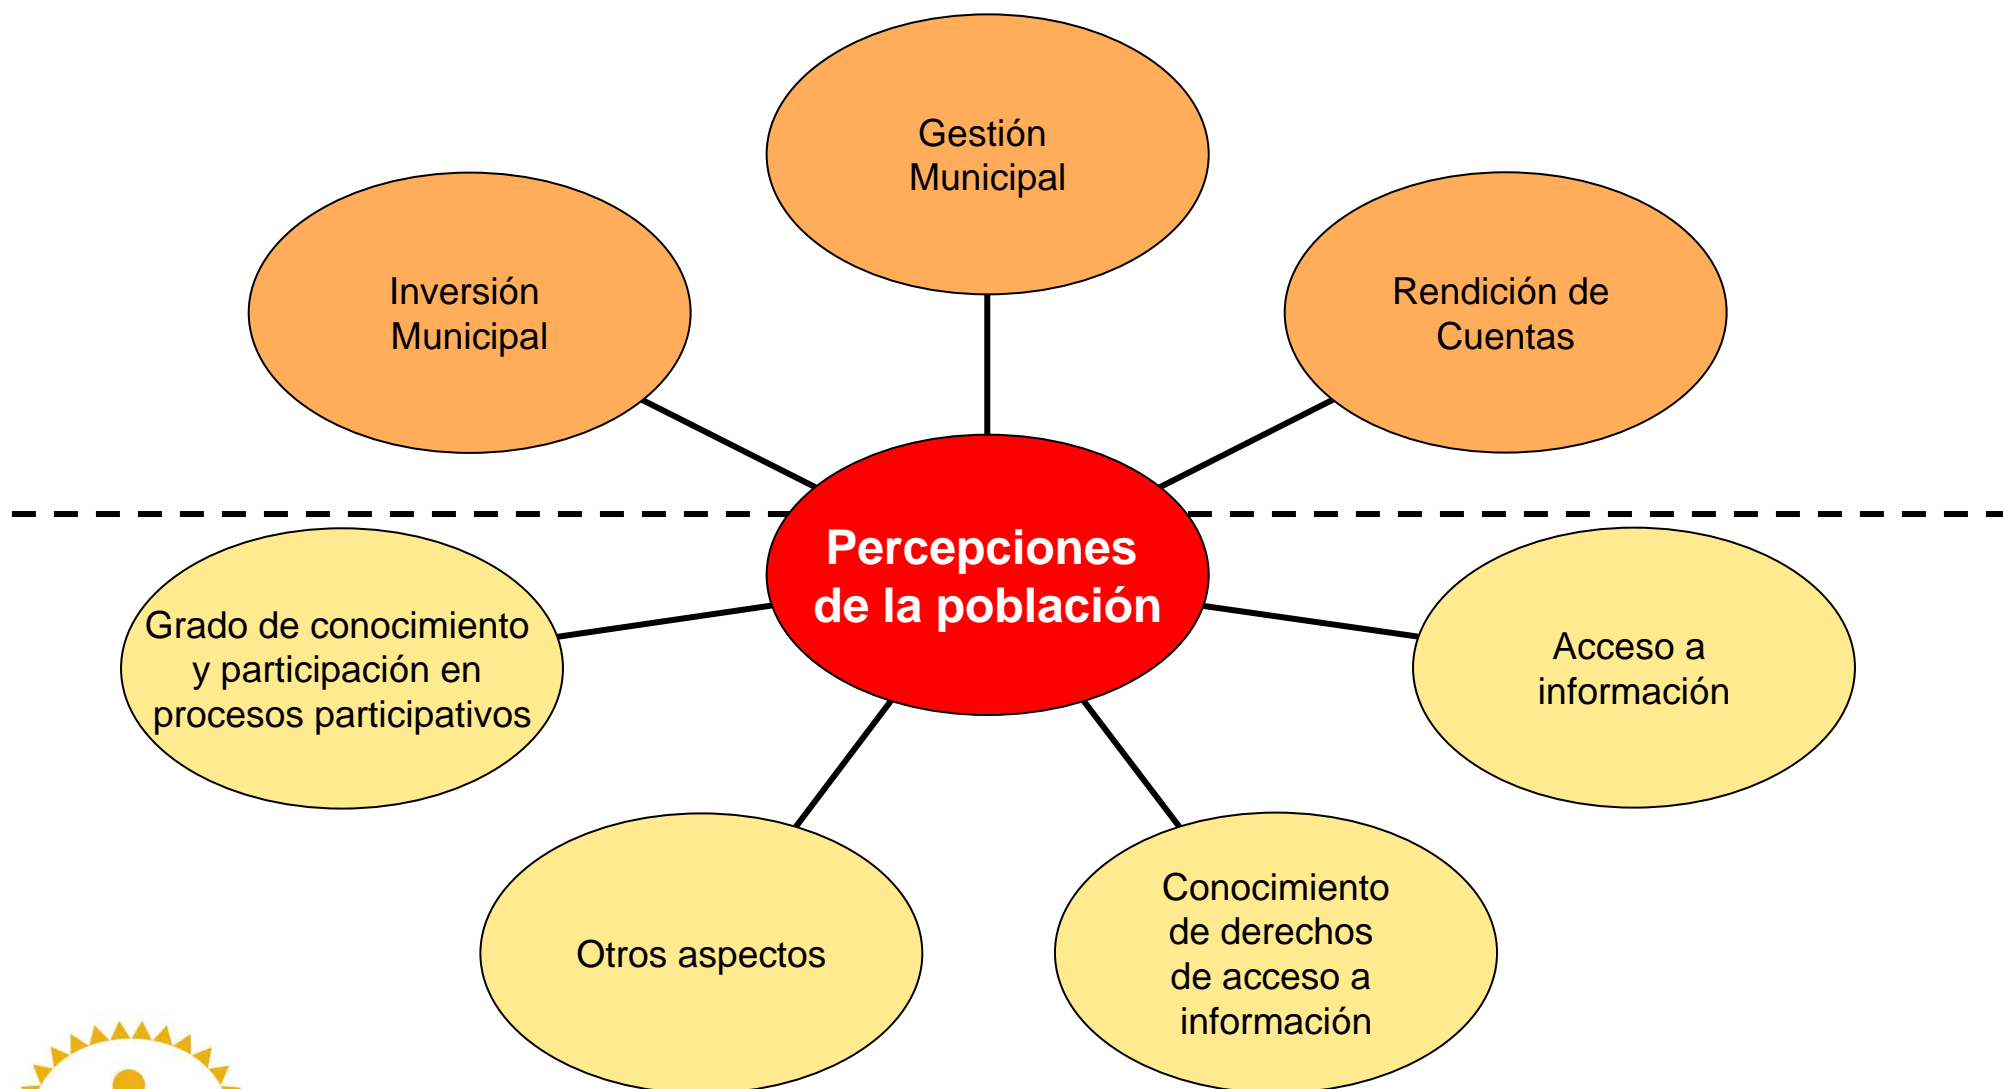 Gestión
Municipal
Inversión
Municipal
Rendición de
Cuentas
Percepciones
de la población
Grado de conocimiento
y participación en
procesos participativos
Acceso a
información
Otros aspectos
Conocimiento
de derechos
de acceso a
información